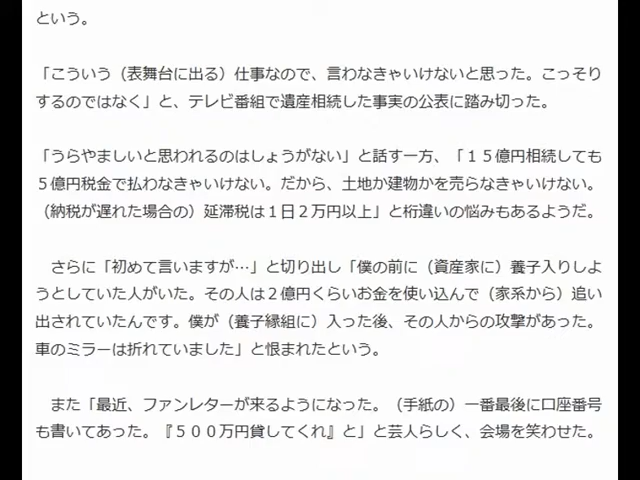 という。
「こういう（表舞台に出る）仕事なので、言わなきゃいけないと思った。こっそり
するのではなく」と、テレビ番組で遺産相続した事実の公表に踏み切った。
「うらやましいと思われるのはしょうがない」と話す一方、「１５億円相続しても
５億円税金で払わなきゃいけない。だから、土地か建物かを売らなきゃいけない。
（納税が遅れた場合の）延滞税は１日２万円以上」と桁違いの悩みもあるようだ。
さらに「初めて言いますが…」と切り出し「僕の前に（資産家に）養子入りしよ
うとしていた人がいた。その人は２億円くらいお金を使い込んで（家系から）追い
出されていたんです。僕が（養子縁組に）入った後、その人からの攻撃があった。
車のミラーは折れていました」と恨まれたという。
また「最近、ファンレターが来るようになった。（手紙の）一番最後に口座番号
も書いてあった。『５００万円貸してくれ』と」と芸人らしく、会場を笑わせた。